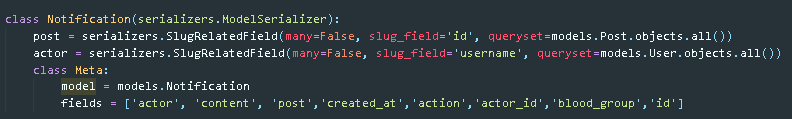 class Notification(serializers.ModelSerializer):
    post = serializers.SlugRelatedField(many=False, slug_field='id', queryset=models.Post.objects.all())
    actor = serializers.SlugRelatedField(many=False, slug_field='username', queryset=models.User.objects.all())
    class Meta:
        model = models.Notification
        fields = ['actor', 'content', 'post','created_at','action','actor_id','blood_group','id']